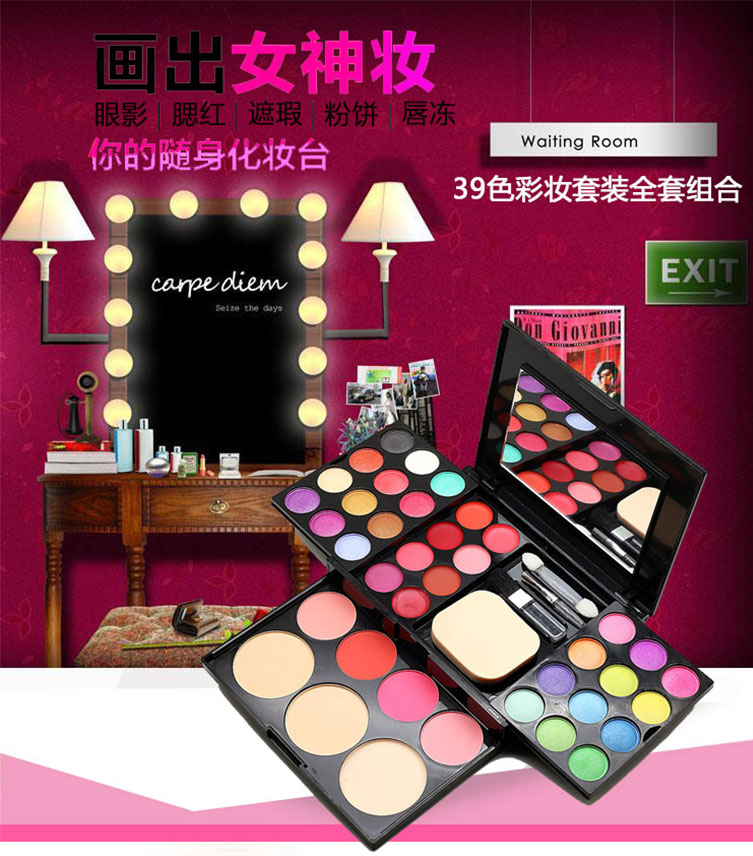 画出女神妆
眼影|腮红|遮瑕|粉饼|唇冻
你的随身化妆台
Waiting Room
39色彩妆套装全套组合
EXIT
carpe diem
Seize the days
Don Giovanni